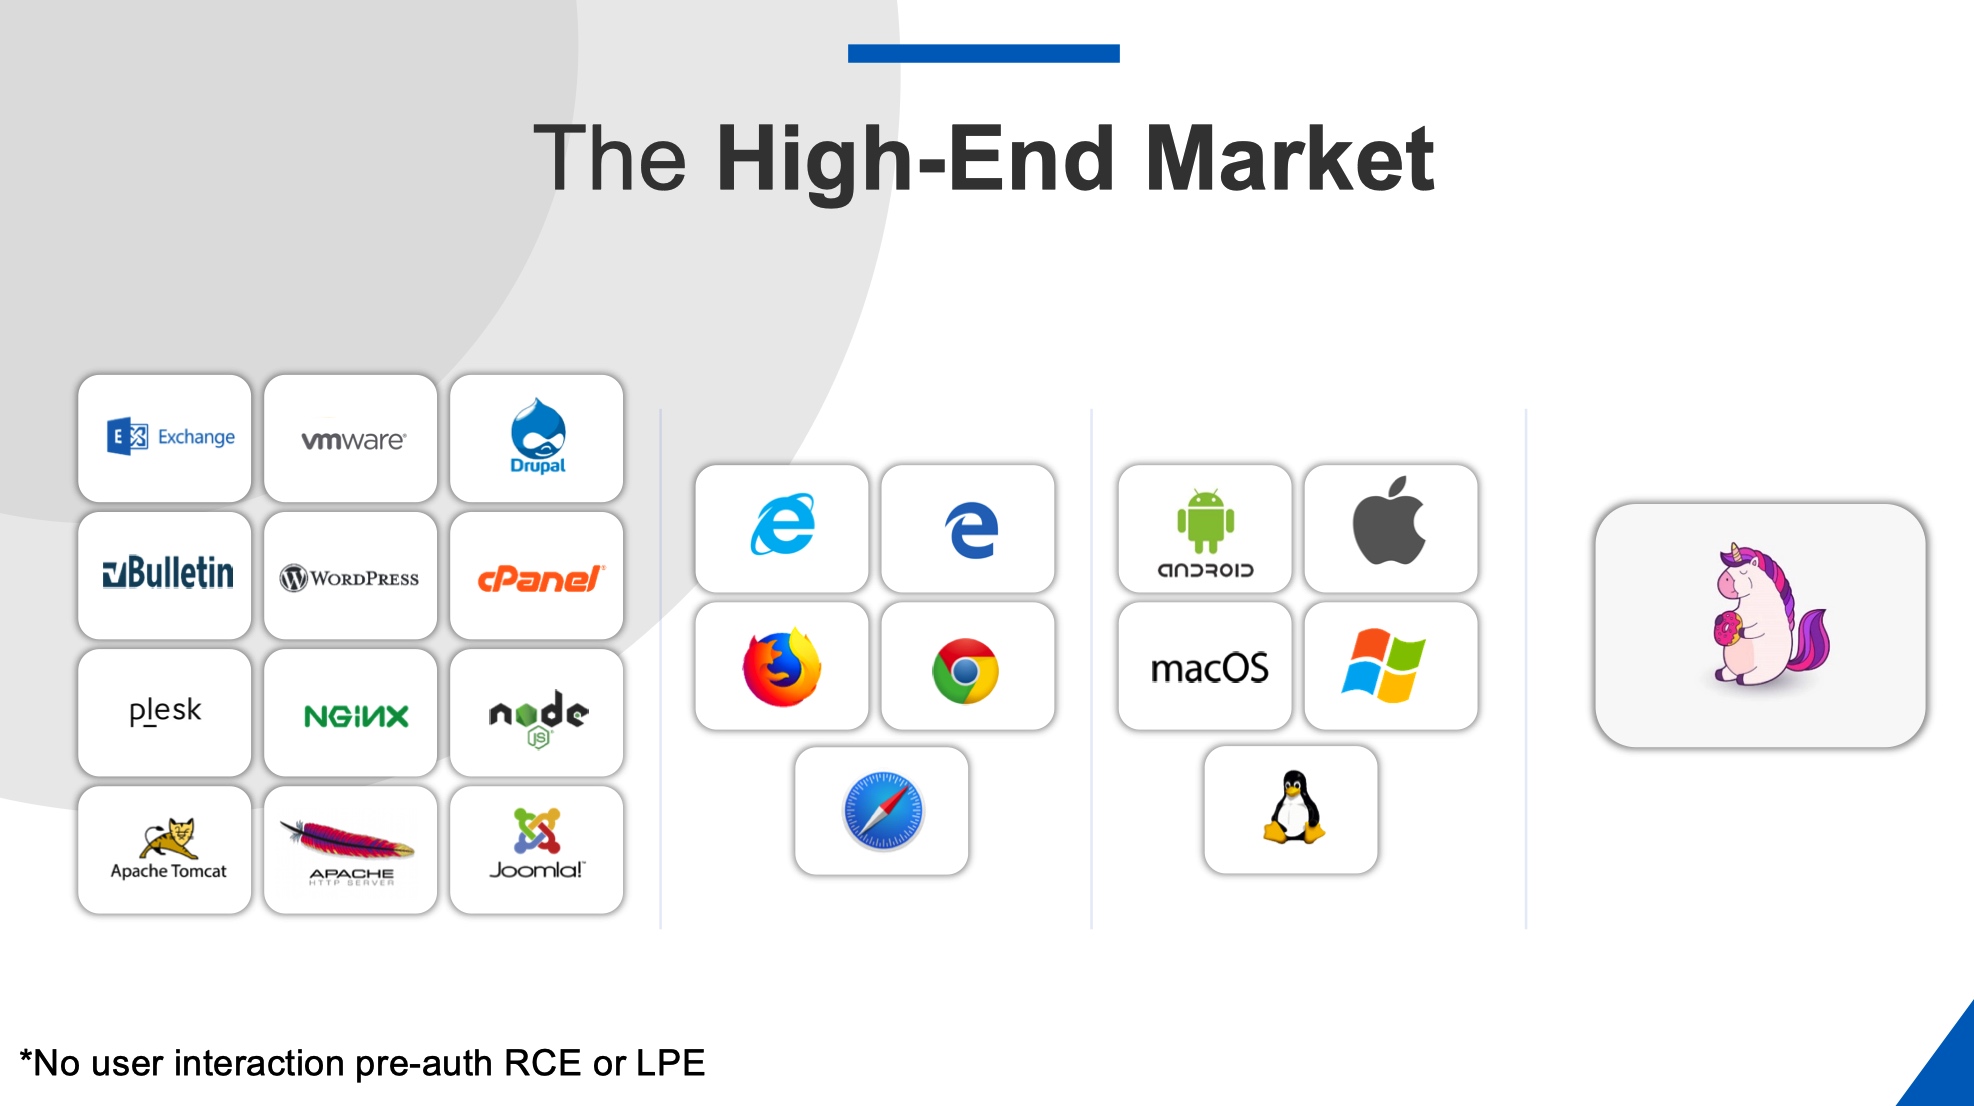 The High-End Market
Exchange
vmware®
Drupal
vBulletin
WORDPRESS
cPanel®
plesk
NGINX
node
JS
Apache Tomcat
APACHE
HTTP SERVER
Joomla!™
ANDROID
macOS
*No user interaction pre-auth RCE or LPE